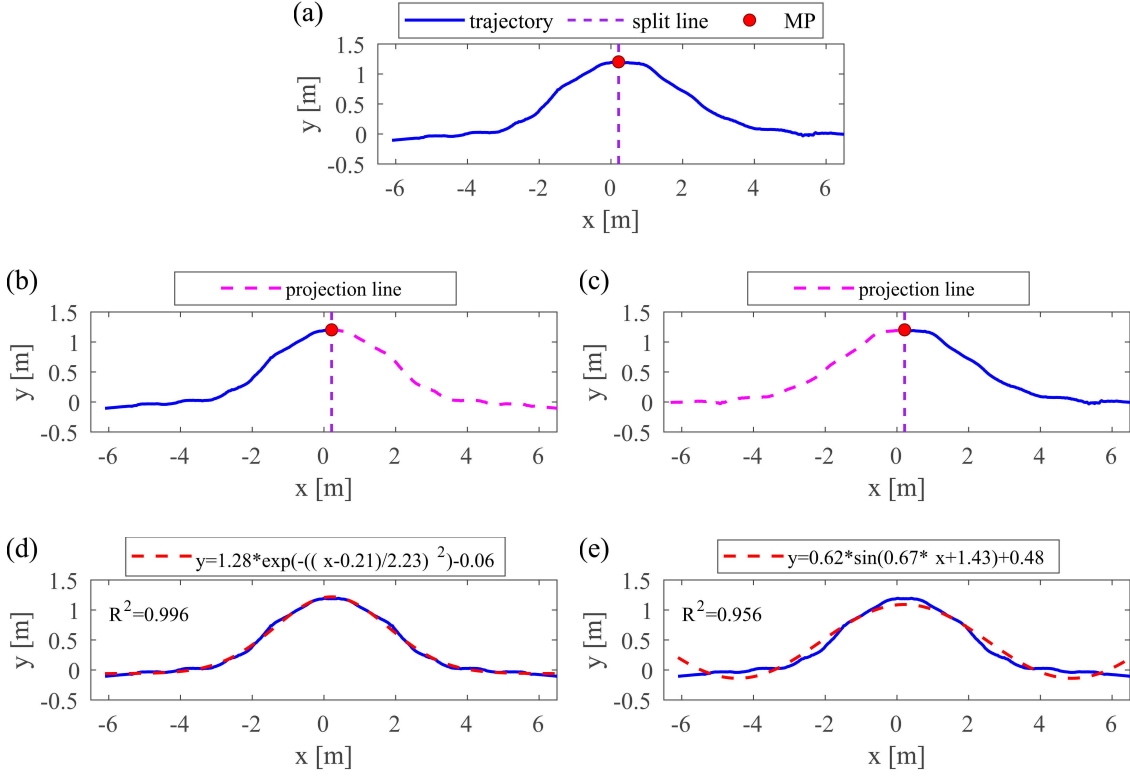 (a)
trajectory split line MP
1.5
1
0.5
0
-0.5
y [m]
-6 -4 -2 0 2 4 6
x [m]
(b)
projection line
1.5
1
0.5
0
-0.5
y [m]
-6 -4 -2 0 2 4 6
x [m]
(c)
projection line
1.5
1
0.5
0
-0.5
y [m]
-6 -4 -2 0 2 4 6
x [m]
(d)
y=1.28*exp(-(( x-0.21)/2.23) ²)-0.06
R²=0.996
1.5
1
0.5
0
-0.5
y [m]
-6 -4 -2 0 2 4 6
x [m]
(e)
y=0.62*sin(0.67* x+1.43)+0.48
R²=0.956
1.5
1
0.5
0
-0.5
y [m]
-6 -4 -2 0 2 4 6
x [m]